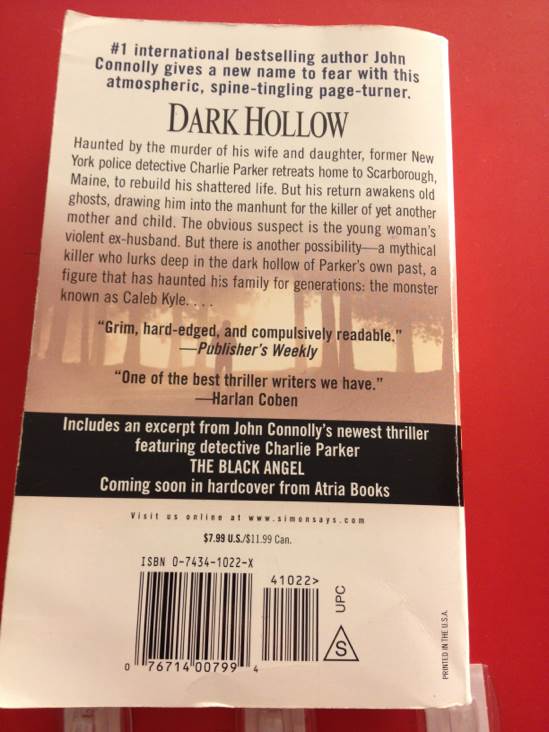 #1 international bestselling author John
Connolly gives a new name to fear with this
atmospheric, spine-tingling page-turner.
DARK HOLLOW
Haunted by the murder of his wife and daughter, former New
York police detective Charlie Parker retreats home to Scarborough,
Maine, to rebuild his shattered life. But his return awakens old
ghosts, drawing him into the manhunt for the killer of yet another
mother and child. The obvious suspect is the young woman's
violent ex-husband. But there is another possibility—a mythical
killer who lurks deep in the dark hollow of Parker's own past, a
figure that has haunted his family for generations: the monster
known as Caleb Kyle. . . .
"Grim, hard-edged, and compulsively readable."
—Publisher's Weekly
"One of the best thriller writers we have."
—Harlan Coben
Includes an excerpt from John Connolly's newest thriller
featuring detective Charlie Parker
THE BLACK ANGEL
Coming soon in hardcover from Atria Books
Visit us online at www.simonsays.com
$7.99 U.S./$11.99 Can.
ISBN 0-7434-1022-X
41022>
UPC
S
0 76714 00799 4
PRINTED IN THE U.S.A.